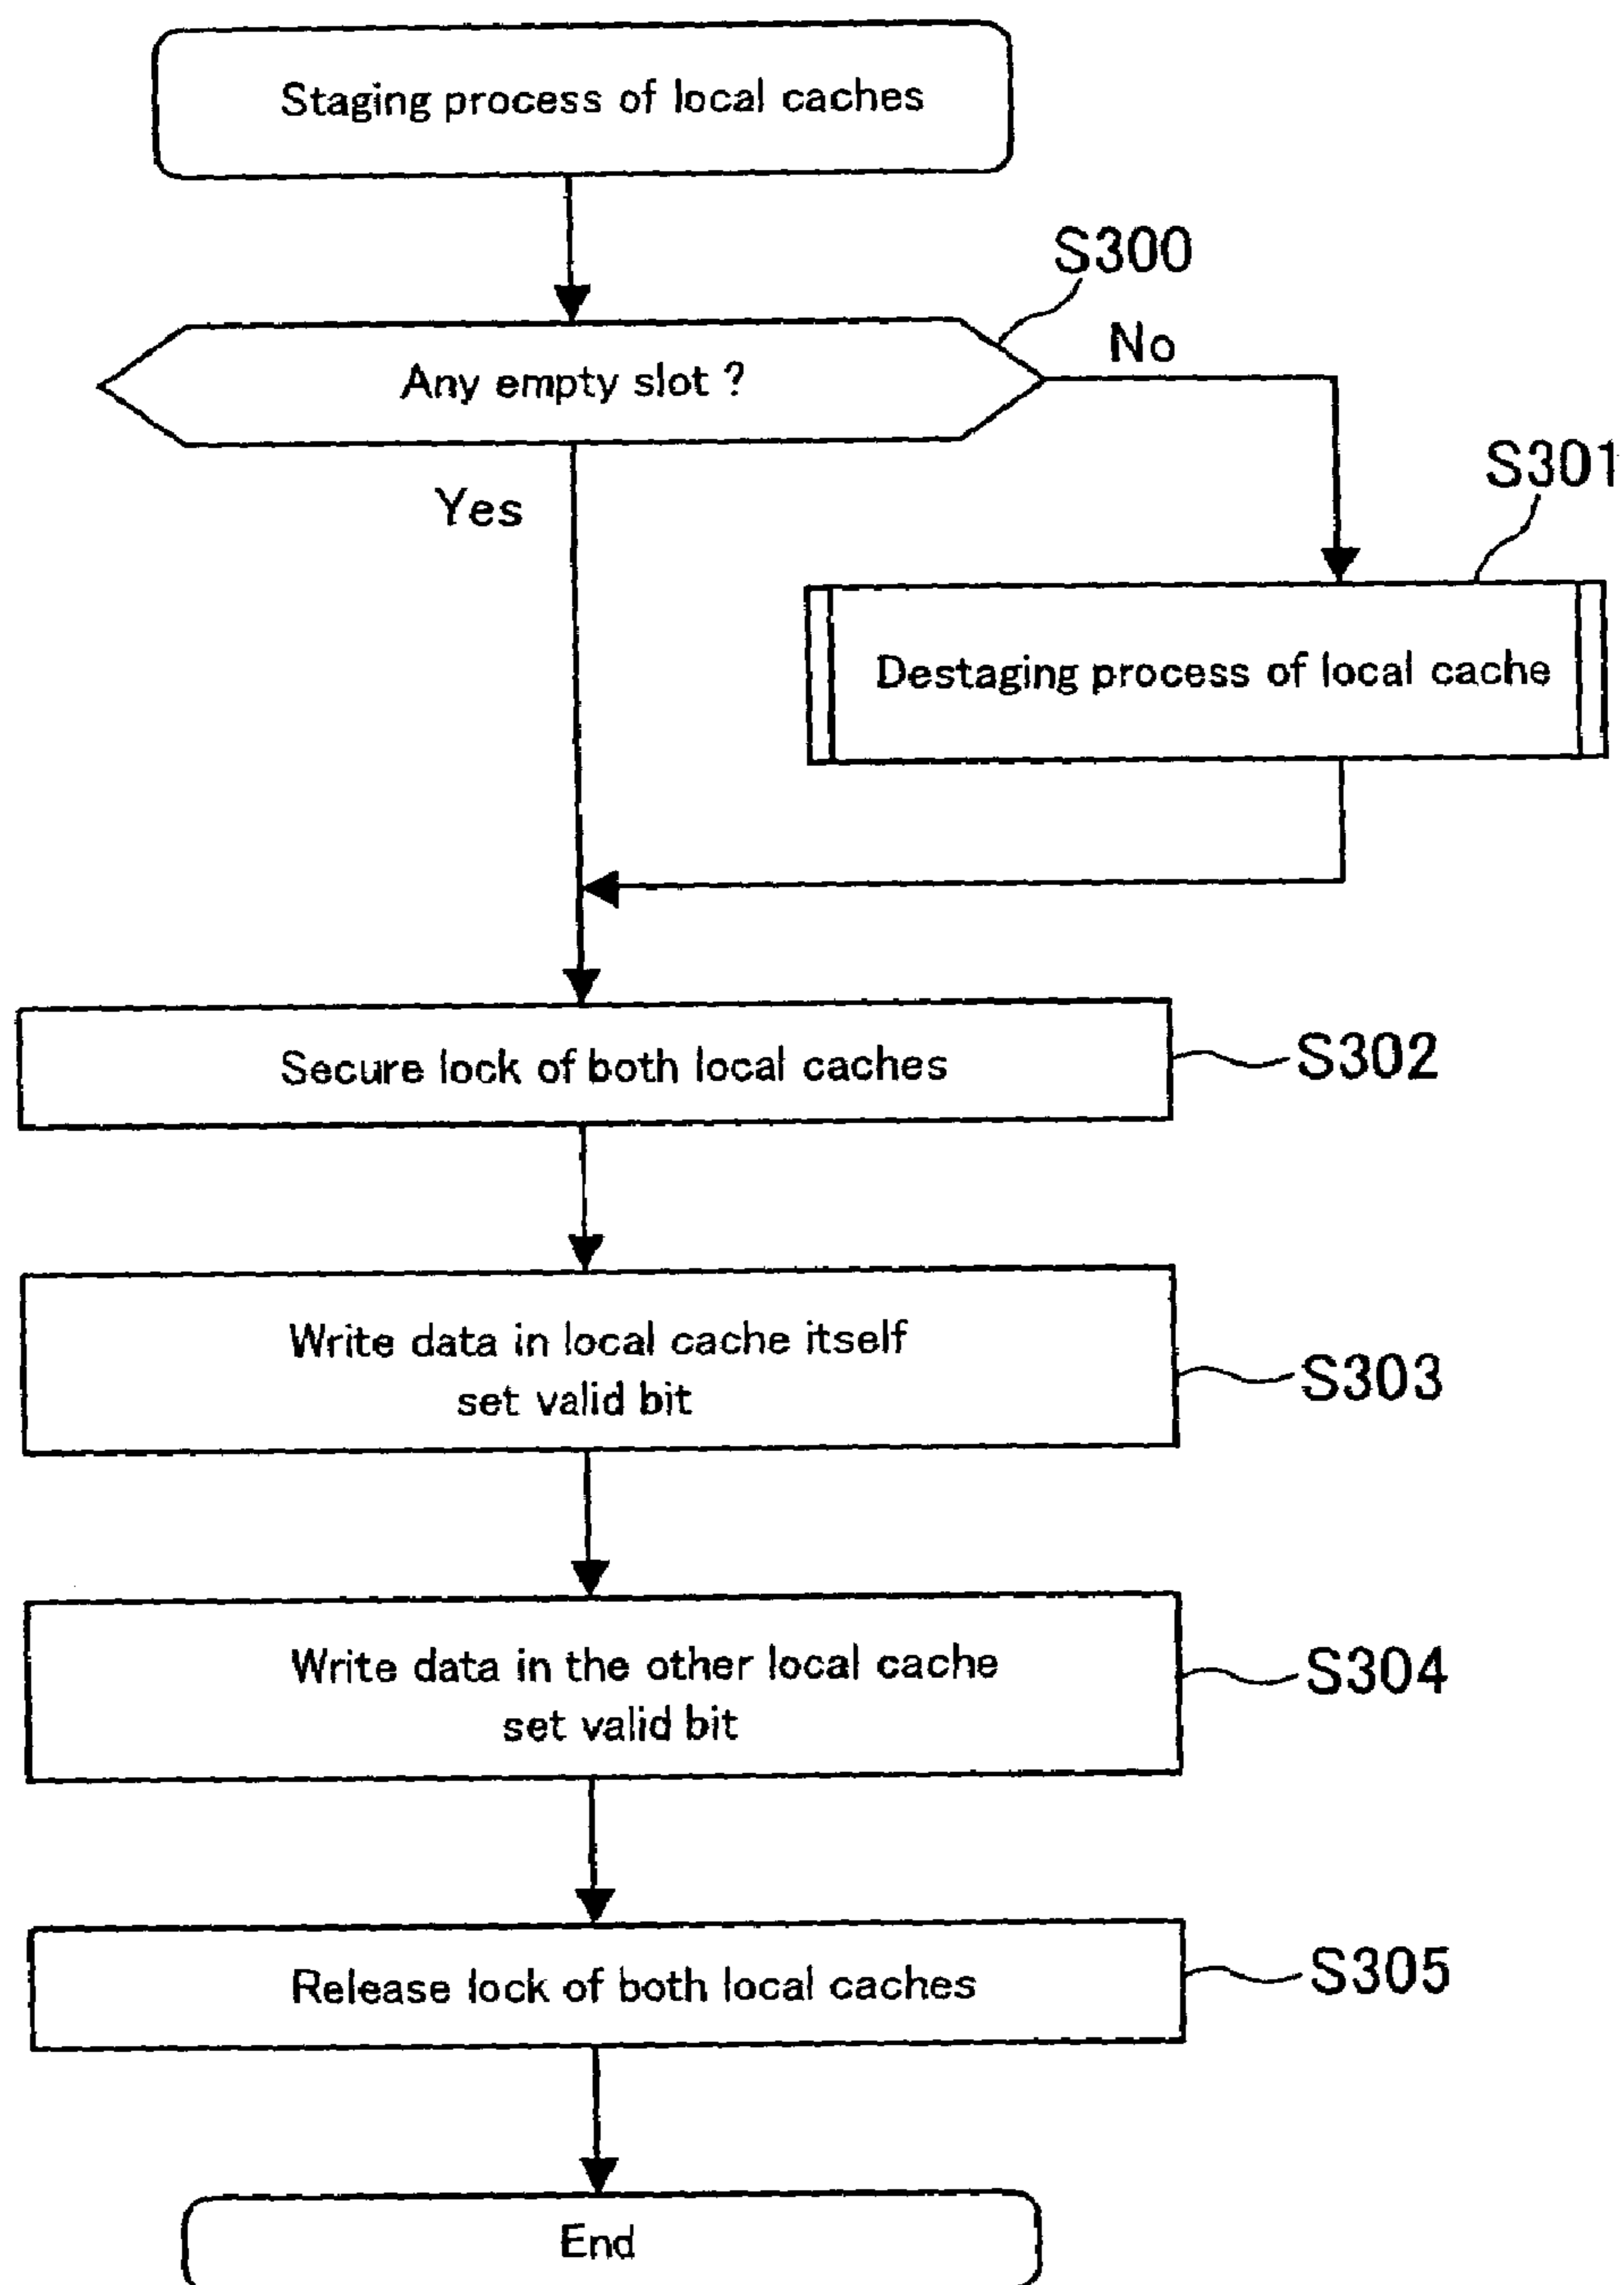 Staging process of local caches
S300
Any empty slot ?
No
Yes
S301
Destaging process of local cache
Secure lock of both local caches
S302
Write data in local cache itself
set valid bit
S303
Write data in the other local cache
set valid bit
S304
Release lock of both local caches
S305
End